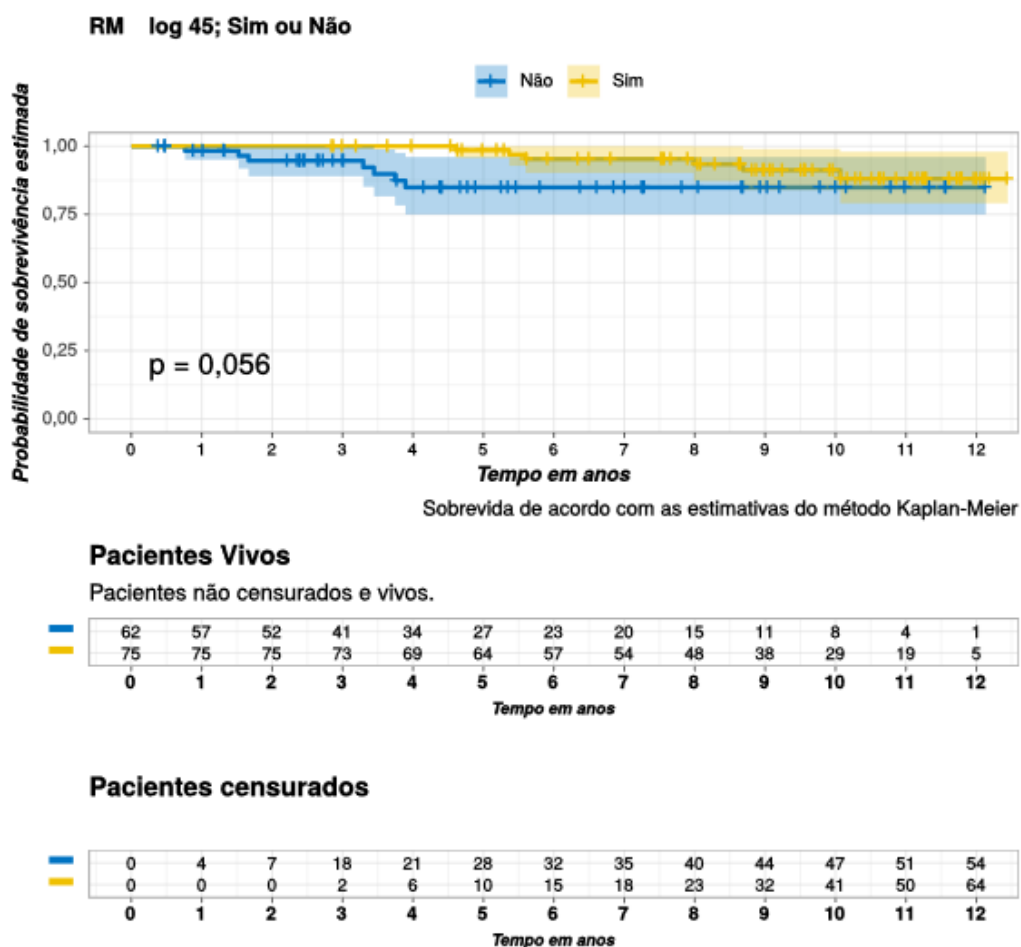 RM log 45; Sim ou Não
Não Sim
Probabilidade de sobrevivência estimada
1,00
0,75
0,50
0,25
0,00
p = 0,056
0 1 2 3 4 5 6 7 8 9 10 11 12
Tempo em anos
Sobrevida de acordo com as estimativas do método Kaplan-Meier
Pacientes Vivos
Pacientes não censurados e vivos.
62 57 52 41 34 27 23 20 15 11 8 4 1
75 75 75 73 69 64 57 54 48 38 29 19 5
0 1 2 3 4 5 6 7 8 9 10 11 12
Tempo em anos
Pacientes censurados
0 4 7 18 21 28 32 35 40 44 47 51 54
0 0 0 2 6 10 15 18 23 32 41 50 64
0 1 2 3 4 5 6 7 8 9 10 11 12
Tempo em anos